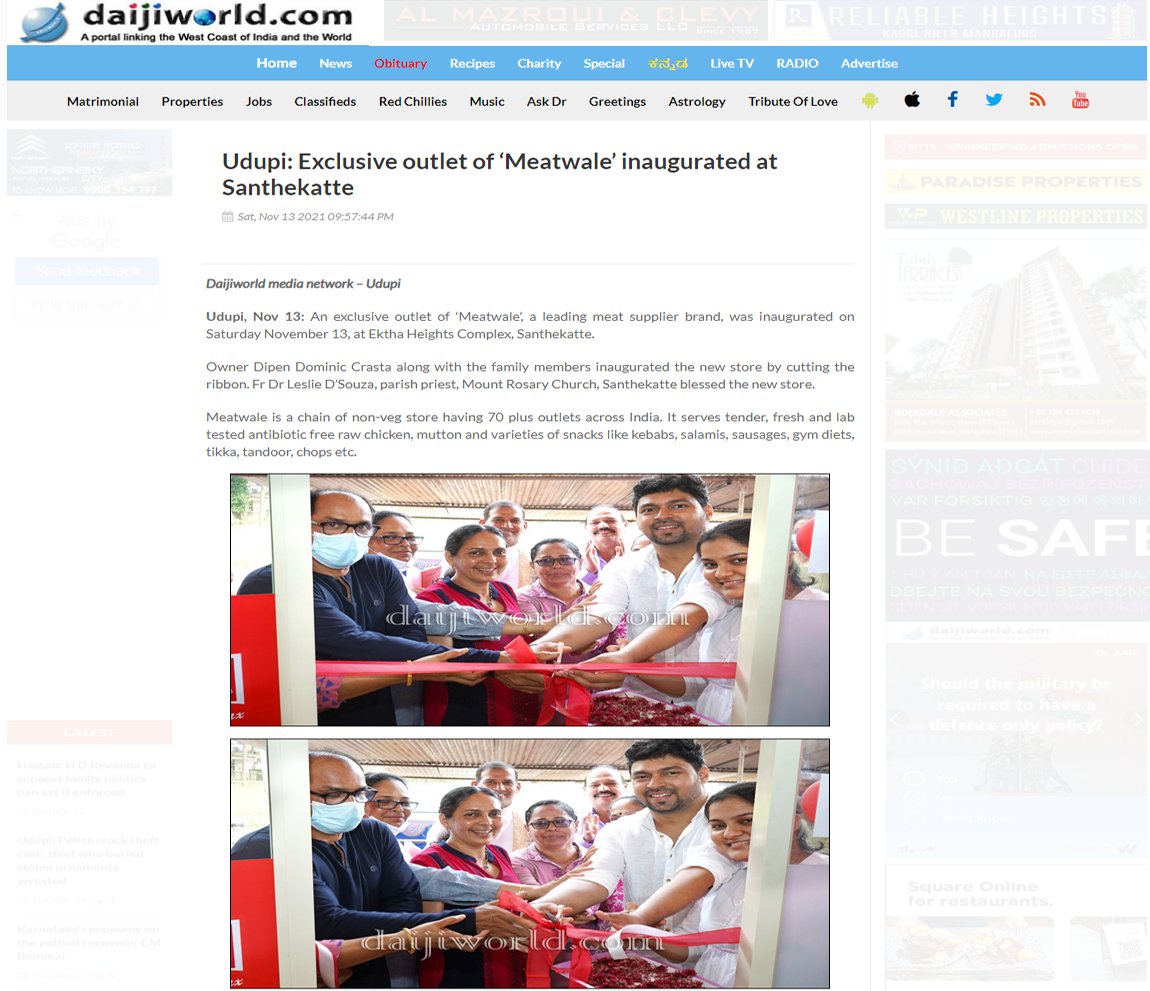 daijiworld.com
A portal linking the West Coast of India and the World
AL MAZROUI & CLEVY
AUTOMOBILE SERVICES LLC SINCE 1987
RELIABLE HEIGHTS
KADRI HILLS MANGALURU
Home News Obituary Recipes Charity Special ಕನ್ನಡ Live TV RADIO Advertise
Matrimonial Properties Jobs Classifieds Red Chillies Music Ask Dr Greetings Astrology Tribute Of Love
You
Tube
NORTHERNSKY
CITY
TO KNOW MORE: 9900 254 197
Ads by
Google
Send feedback
Why this ad?
Udupi: Exclusive outlet of ‘Meatwale’ inaugurated at
Santhekatte
Sat, Nov 13 2021 09:57:44 PM
Daijiworld media network – Udupi
Udupi, Nov 13: An exclusive outlet of ‘Meatwale’, a leading meat supplier brand, was inaugurated on
Saturday November 13, at Ektha Heights Complex, Santhekatte.
Owner Dipen Dominic Crasta along with the family members inaugurated the new store by cutting the
ribbon. Fr Dr Leslie D’Souza, parish priest, Mount Rosary Church, Santhekatte blessed the new store.
Meatwale is a chain of non-veg store having 70 plus outlets across India. It serves tender, fresh and lab
tested antibiotic free raw chicken, mutton and varieties of snacks like kebabs, salamis, sausages, gym diets,
tikka, tandoor, chops etc.
daijiworld.com
daijiworld.com
LATEST
Hassan: H D Revanna to
support family politics
ban act if enforced
Udupi: Police crack theft
case, thief who buried
stolen ornaments
arrested
Karnataka's economy on
the path of recovery: CM
Bommai
NITTE ENGINEERING ADMISSIONS OPEN
PARADISE PROPERTIES
WESTLINE PROPERTIES
TERRACES
ROSEDALE ASSOCIATES
VAR FORSIKTIG
BE SAFE
DBEJTE NA SVOU BEZPEČNO
daijiworld.com
Should the military be
required to have a
defence only policy?
Yes
No
I don't know
Square Online
for restaurants.